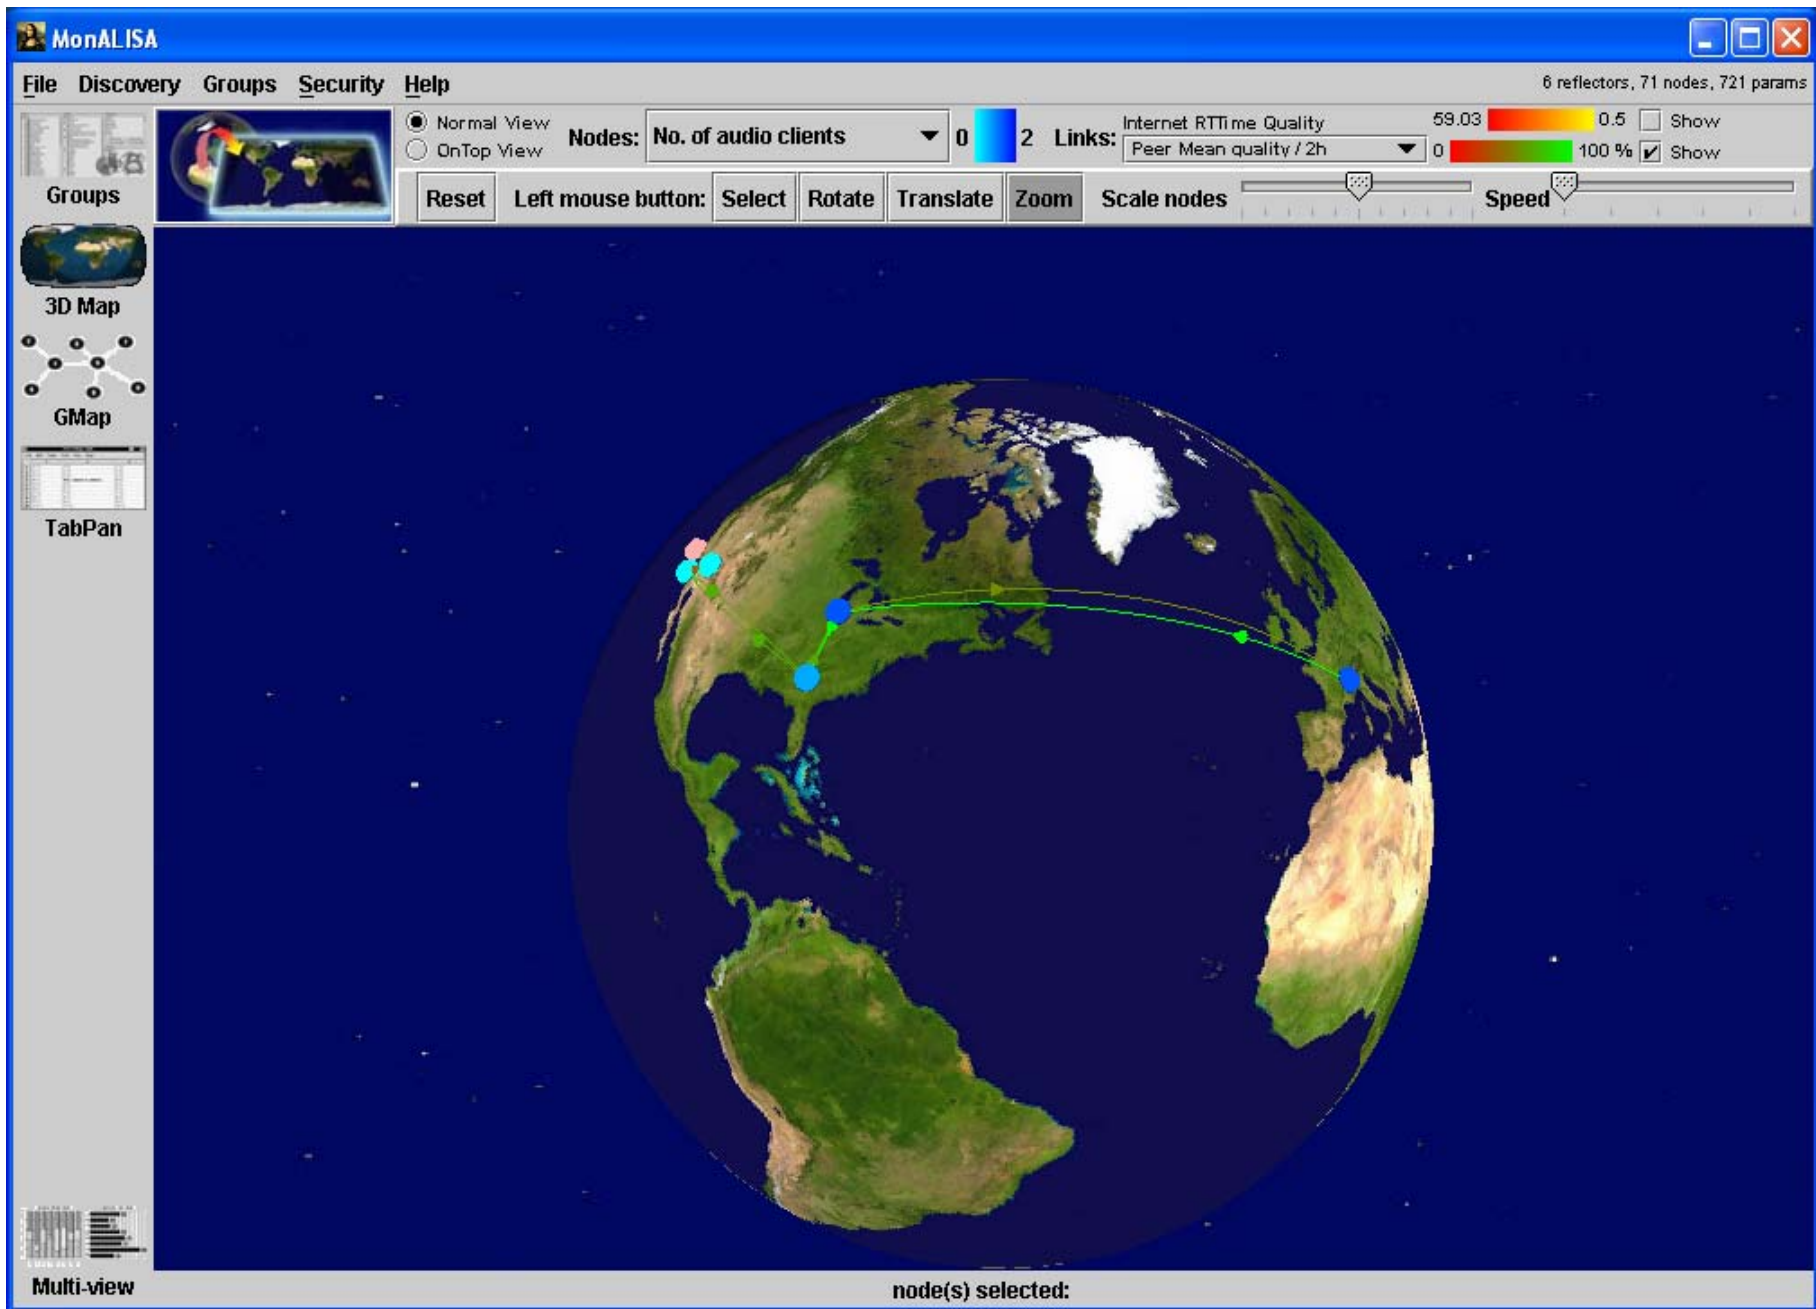 MonALISA
File Discovery Groups Security Help
6 reflectors, 71 nodes, 721 params
Normal View
OnTop View
Nodes: No. of audio clients 0 2 Links:
Internet RTTime Quality 59.03 0.5 Show
Peer Mean quality / 2h 0 100 % Show
Reset Left mouse button: Select Rotate Translate Zoom Scale nodes Speed
Groups
3D Map
GMap
TabPan
Multi-view
node(s) selected: